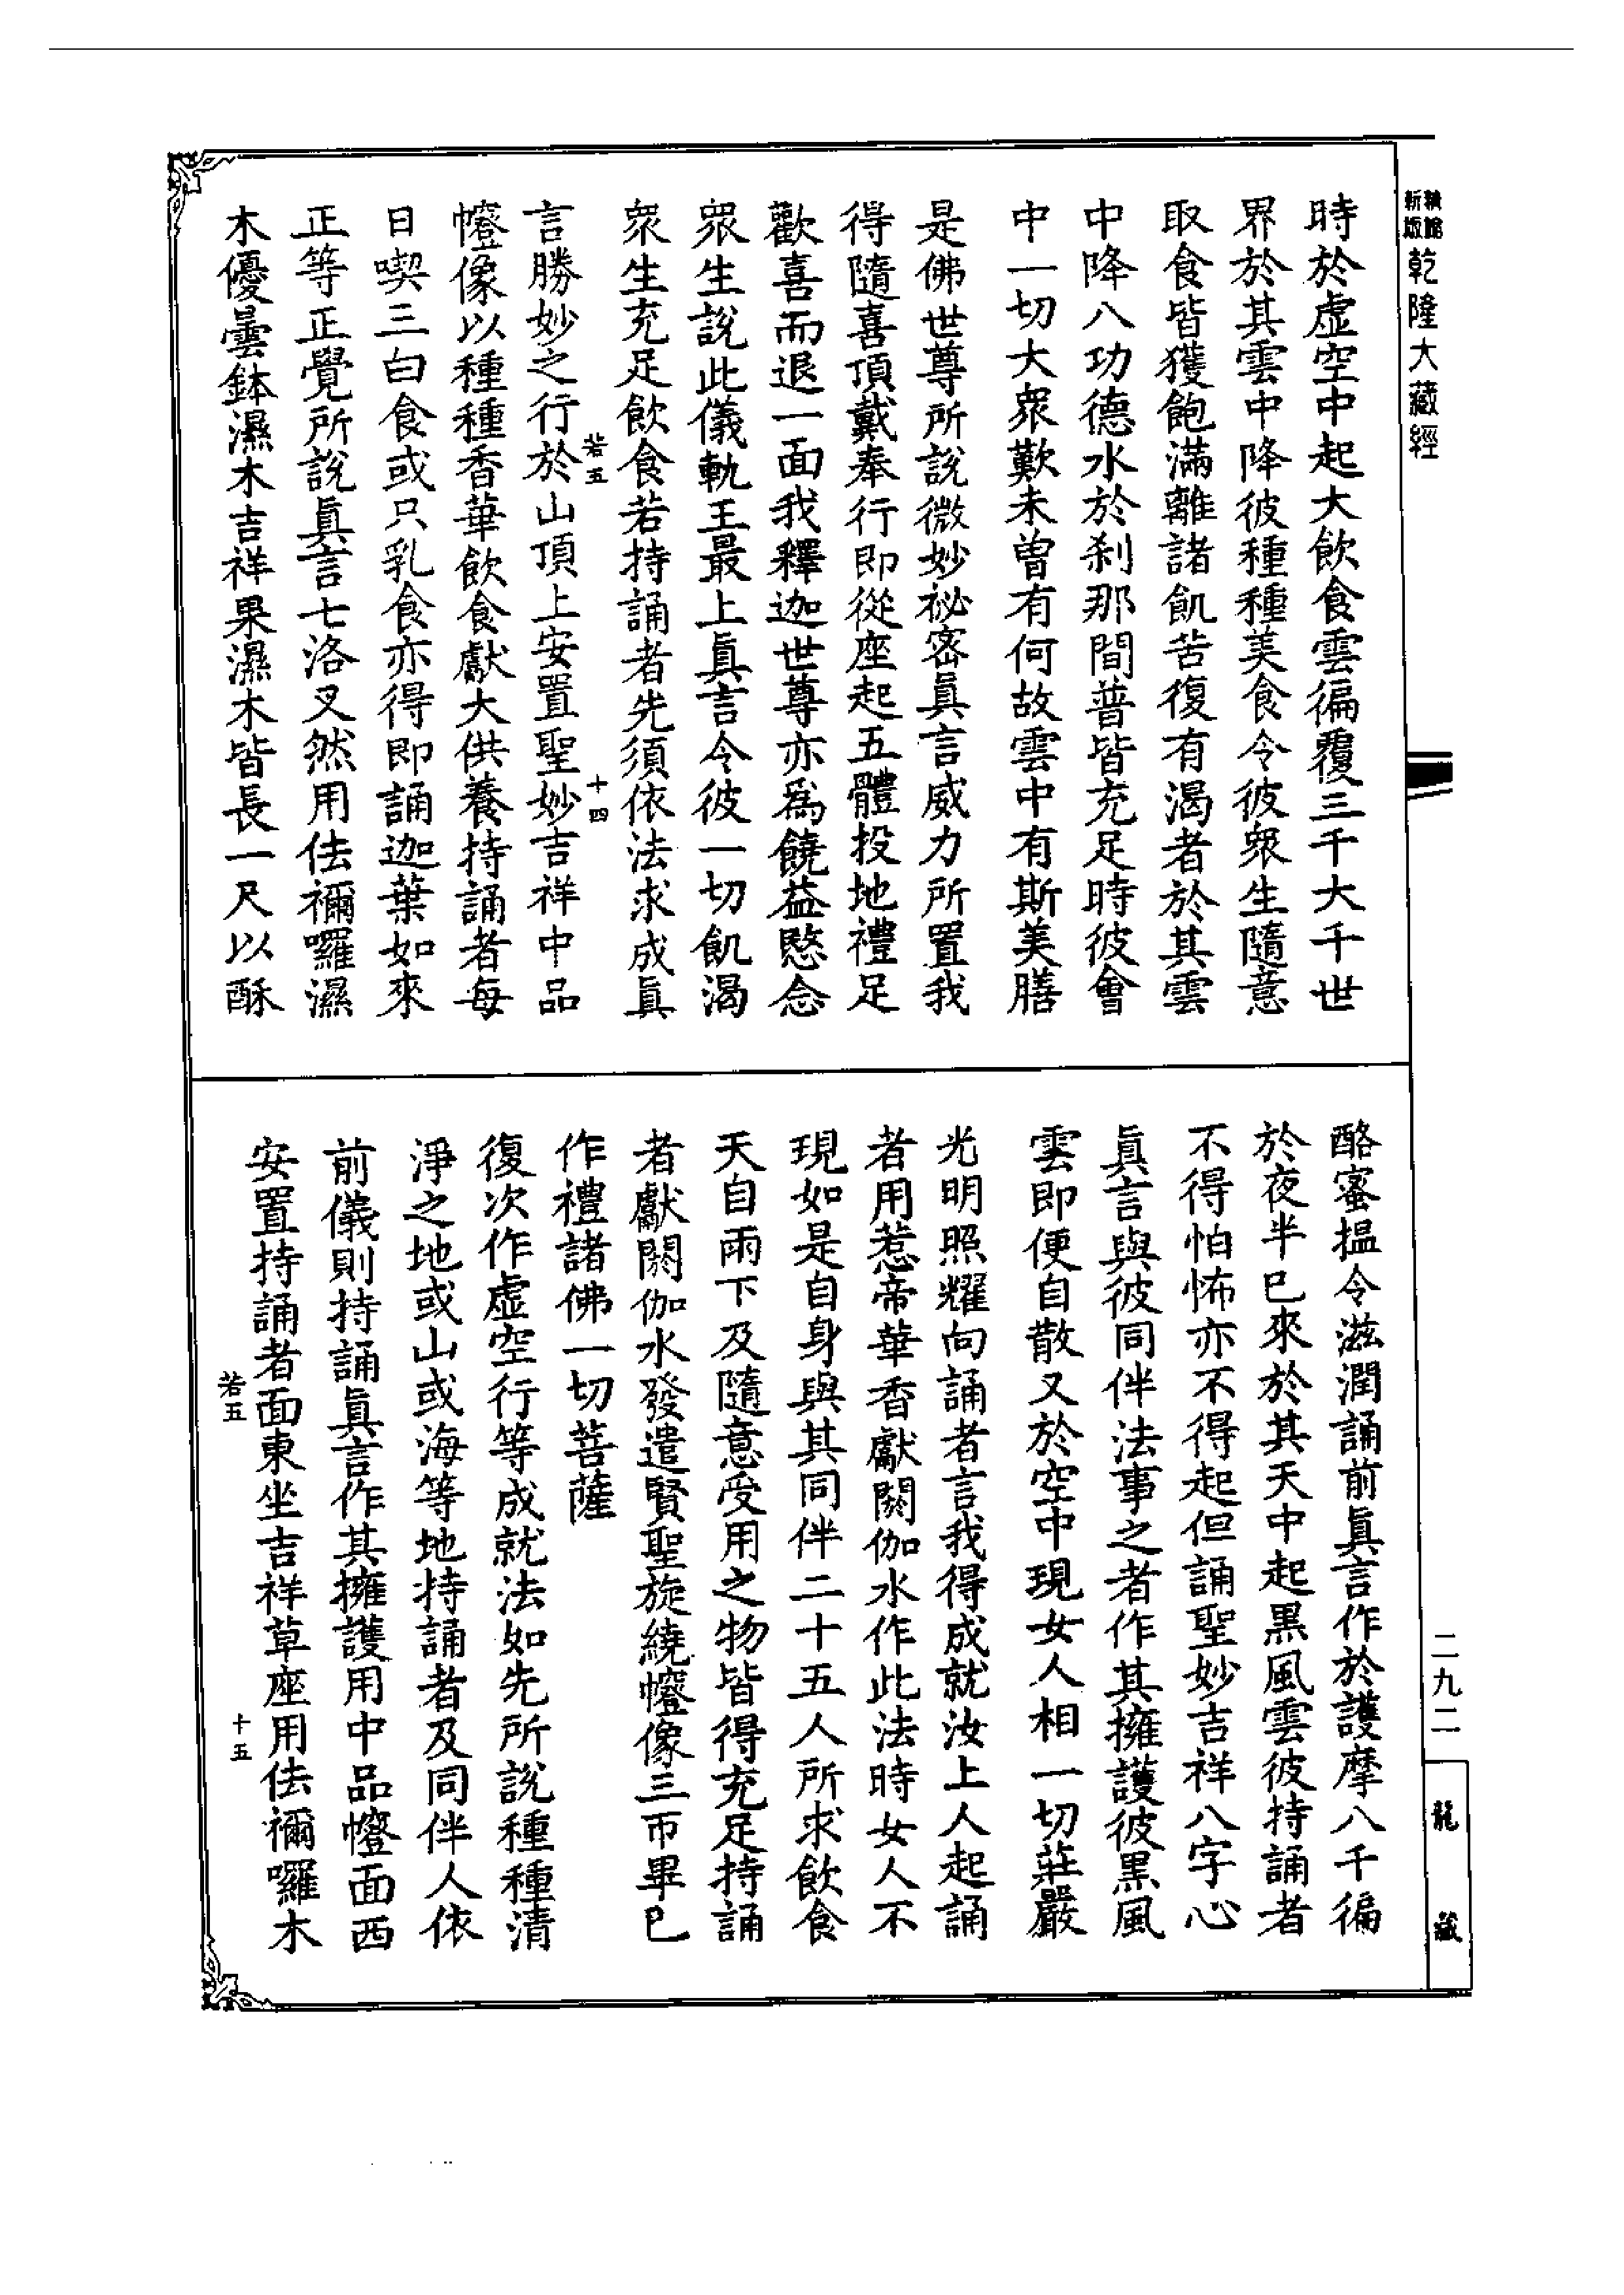 新版
精縮
乾隆大藏經
時於虛空中起大飲食雲徧覆三千大千世
界於其雲中降彼種種美食令彼眾生隨意
取食皆獲飽滿離諸飢苦復有渴者於其雲
中降八功德水於刹那間普皆充足時彼會
中一切大眾歎未曾有何故雲中有斯美膳
是佛世尊所說微妙祕密眞言威力所置我
得隨喜頂戴奉行即從座起五體投地禮足
歡喜而退一面我釋迦世尊亦爲饒益愍念
眾生說此儀軌王最上眞言令彼一切飢渴
眾生充足飲食若持誦者先須依法求成眞
若五
十四
言勝妙之行於山頂上安置聖妙吉祥中品
㡧像以種種香華飲食獻大供養持誦者每
日喫三白食或只乳食亦得即誦迦葉如來
正等正覺所說眞言七洛叉然用佉禰囉濕
木優曇鉢濕木吉祥果濕木皆長一尺以酥
酪蜜搵令滋潤誦前眞言作於護摩八千徧
於夜半巳來於其天中起黑風雲彼持誦者
不得怕怖亦不得起但誦聖妙吉祥八字心
眞言與彼同伴法事之者作其擁護彼黑風
雲即便自散又於空中現女人相一切莊嚴
光明照耀向誦者言我得成就汝上人起誦
者用惹帝華香獻閼伽水作此法時女人不
現如是自身與其同伴二十五人所求飲食
天自雨下及隨意受用之物皆得充足持誦
者獻閼伽水發遣賢聖旋繞㡧像三帀畢巳
作禮諸佛一切菩薩
復次作虛空行等成就法如先所說種種清
淨之地或山或海等地持誦者及同伴人依
前儀則持誦眞言作其擁護用中品㡧面西
安置持誦者面東坐吉祥草座用佉禰囉木
若五
十五
二九二
龍藏